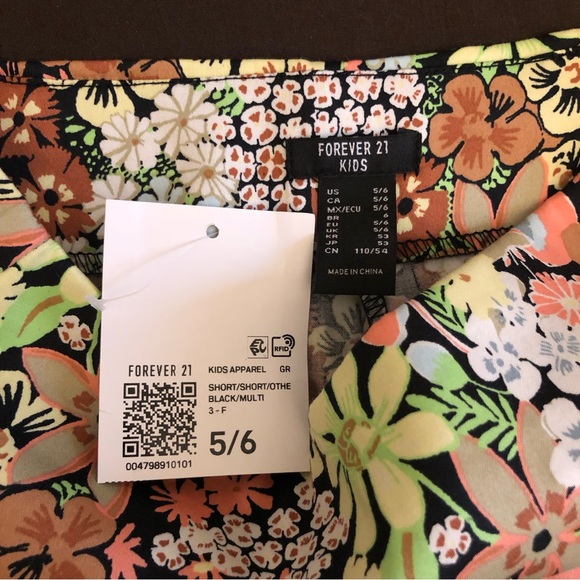 FOREVER 21
KIDS
US 5/6
CA 5/6
MX/ECU 5/6
BR 6
EU 5/6
UK 5/6
KR 53
JP 53
CN 110/54
MADE IN CHINA
RFID
FOREVER 21
KIDS APPAREL GR
SHORT/SHORT/OTHE
BLACK/MULTI
3 - F
5/6
004798910101